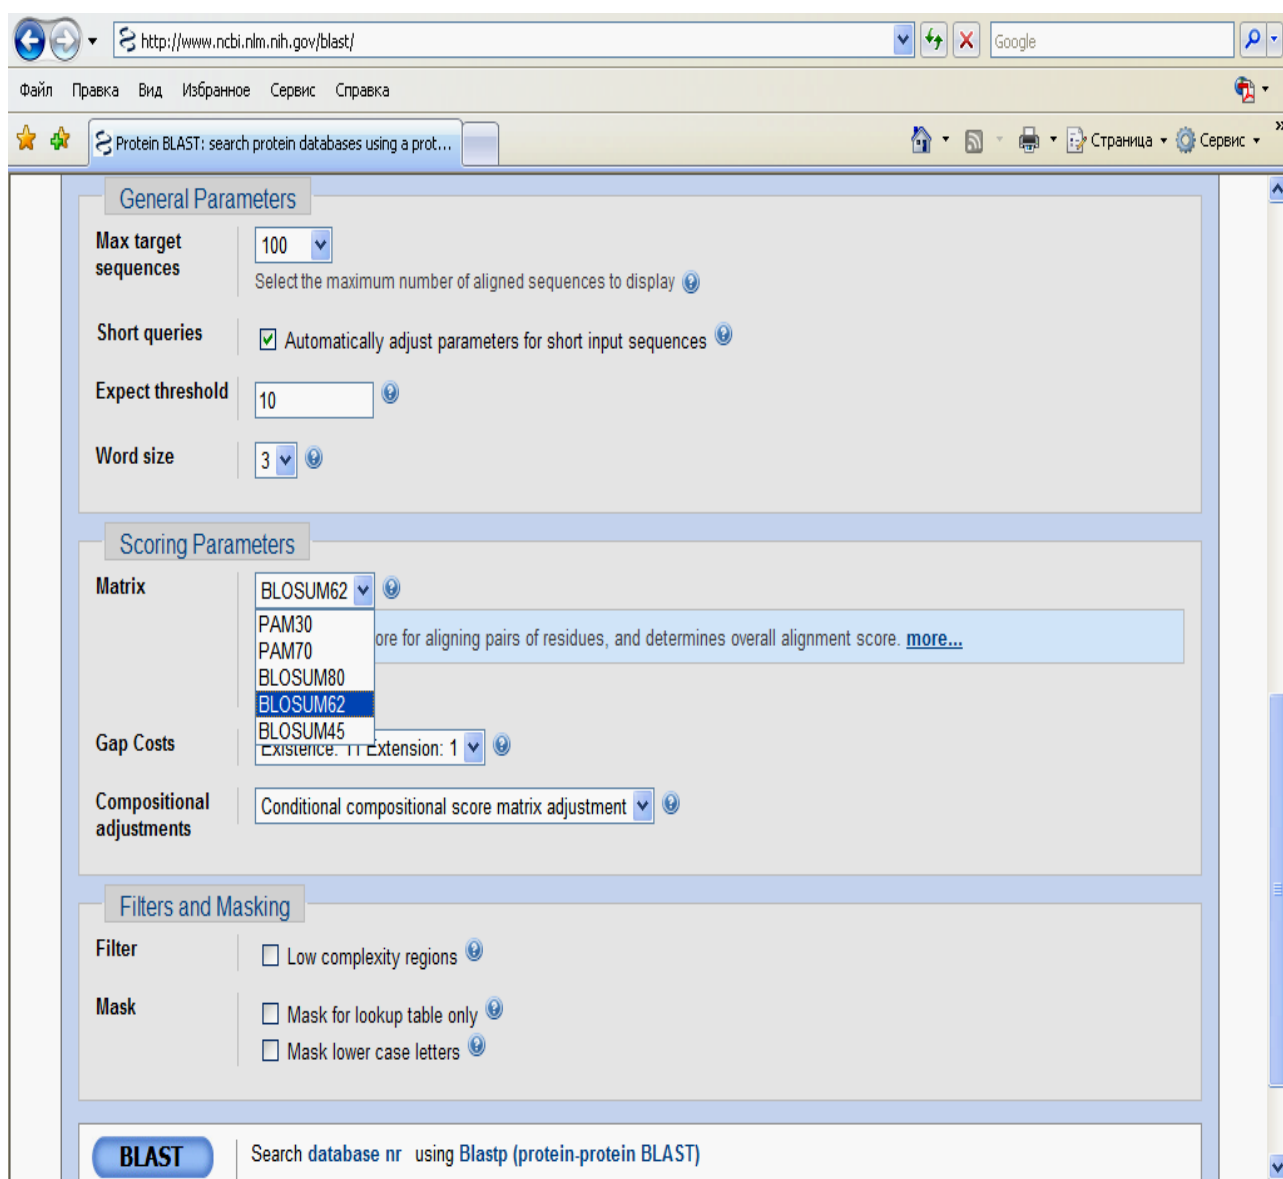 http://www.ncbi.nlm.nih.gov/blast/
Google
Файл Правка Вид Избранное Сервис Справка
Protein BLAST: search protein databases using a prot...
Страница Сервис
General Parameters
Max target sequences
100
Select the maximum number of aligned sequences to display
Short queries
Automatically adjust parameters for short input sequences
Expect threshold
10
Word size
3
Scoring Parameters
Matrix
BLOSUM62
PAM30
PAM70
BLOSUM80
BLOSUM62
BLOSUM45
ore for aligning pairs of residues, and determines overall alignment score. more...
Gap Costs
Existence: 11 Extension: 1
Compositional adjustments
Conditional compositional score matrix adjustment
Filters and Masking
Filter
Low complexity regions
Mask
Mask for lookup table only
Mask lower case letters
BLAST
Search database nr using Blastp (protein-protein BLAST)